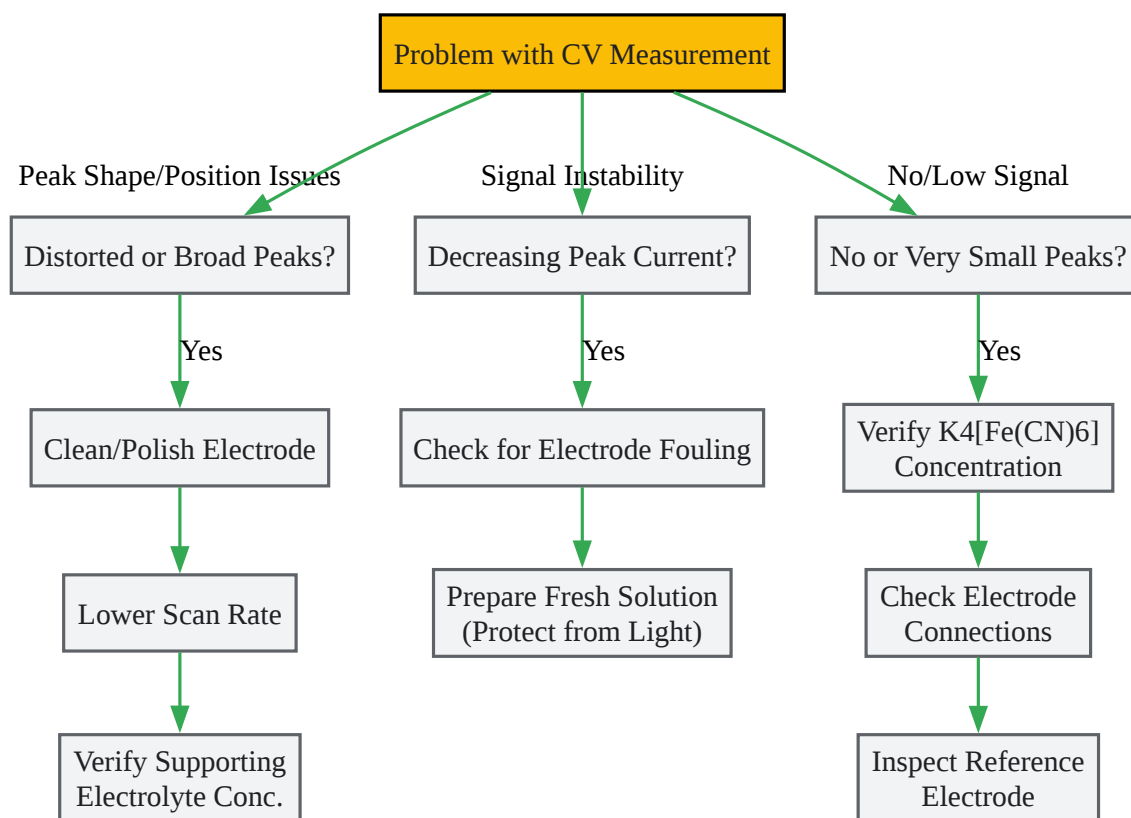 Problem with CV Measurement
Peak Shape/Position Issues
Signal Instability
No/Low Signal
Distorted or Broad Peaks?
Decreasing Peak Current?
No or Very Small Peaks?
Yes
Yes
Yes
Clean/Polish Electrode
Check for Electrode Fouling
Verify K4[Fe(CN)6]
Concentration
Lower Scan Rate
Prepare Fresh Solution
(Protect from Light)
Check Electrode
Connections
Verify Supporting
Electrolyte Conc.
Inspect Reference
Electrode